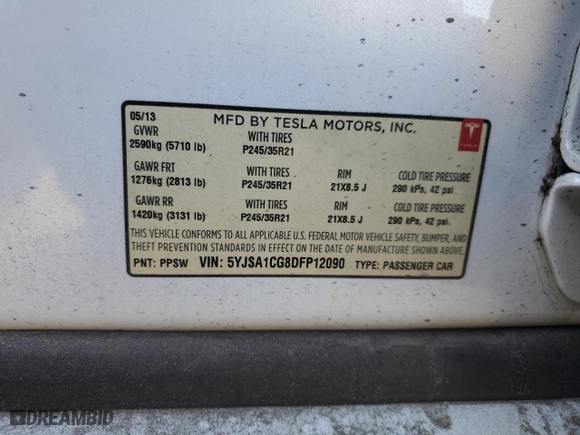 05/13
MFD BY TESLA MOTORS, INC.
GVWR WITH TIRES
2590kg (5710 lb) P245/35R21
TESLA
GAWR FRT WITH TIRES RIM COLD TIRE PRESSURE
1276kg (2813 lb) P245/35R21 21X8.5 J 290 kPa, 42 psi.
GAWR RR WITH TIRES RIM COLD TIRE PRESSURE
1420kg (3131 lb) P245/35R21 21X8.5 J 290 kPa, 42 psi.
THIS VEHICLE CONFORMS TO ALL APPLICABLE U.S. FEDERAL MOTOR VEHICLE SAFETY, BUMPER, AND
THEFT PREVENTION STANDARDS IN EFFECT ON THE DATE OF MANUFACTURE SHOWN ABOVE.
PNT: PPSW VIN: 5YJSA1CG8DFP12090 TYPE: PASSENGER CAR
DREAMBID